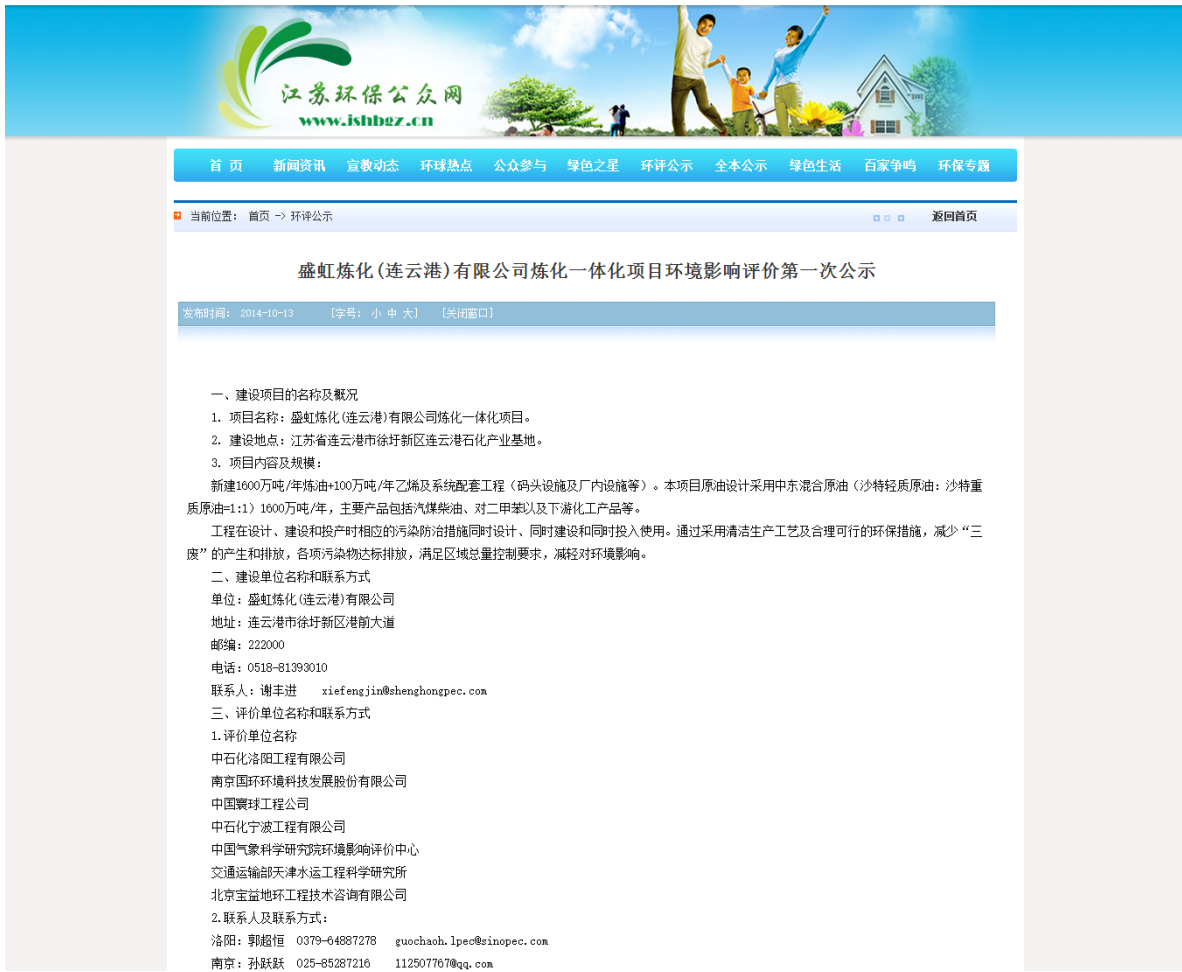 江苏环保公众网
www.jshbgz.cn
首 页 新闻资讯 宣教动态 环球热点 公众参与 绿色之星 环评公示 全本公示 绿色生活 百家争鸣 环保专题
当前位置： 首页 -> 环评公示 返回首页
盛虹炼化(连云港)有限公司炼化一体化项目环境影响评价第一次公示
发布时间： 2014-10-13 [字号： 小 中 大] [关闭窗口]
一、建设项目的名称及概况
1. 项目名称：盛虹炼化(连云港)有限公司炼化一体化项目。
2. 建设地点：江苏省连云港市徐圩新区连云港石化产业基地。
3. 项目内容及规模：
新建1600万吨/年炼油+100万吨/年乙烯及系统配套工程（码头设施及厂内设施等）。本项目原油设计采用中东混合原油（沙特轻质原油：沙特重
质原油=1:1）1600万吨/年，主要产品包括汽煤柴油、对二甲苯以及下游化工产品等。
工程在设计、建设和投产时相应的污染防治措施同时设计、同时建设和同时投入使用。通过采用清洁生产工艺及合理可行的环保措施，减少“三
废”的产生和排放，各项污染物达标排放，满足区域总量控制要求，减轻对环境影响。
二、建设单位名称和联系方式
单位：盛虹炼化(连云港)有限公司
地址：连云港市徐圩新区港前大道
邮编：222000
电话：0518-81393010
联系人：谢丰进 xiefengjin@shenghongpec.com
三、评价单位名称和联系方式
1.评价单位名称
中石化洛阳工程有限公司
南京国环环境科技发展股份有限公司
中国寰球工程公司
中石化宁波工程有限公司
中国气象科学研究院环境影响评价中心
交通运输部天津水运工程科学研究所
北京宝益地环工程技术咨询有限公司
2.联系人及联系方式：
洛阳：郭超恒 0379-64887278 guochaoh.lpec@sinopec.com
南京：孙跃跃 025-85287216 112507767@qq.com